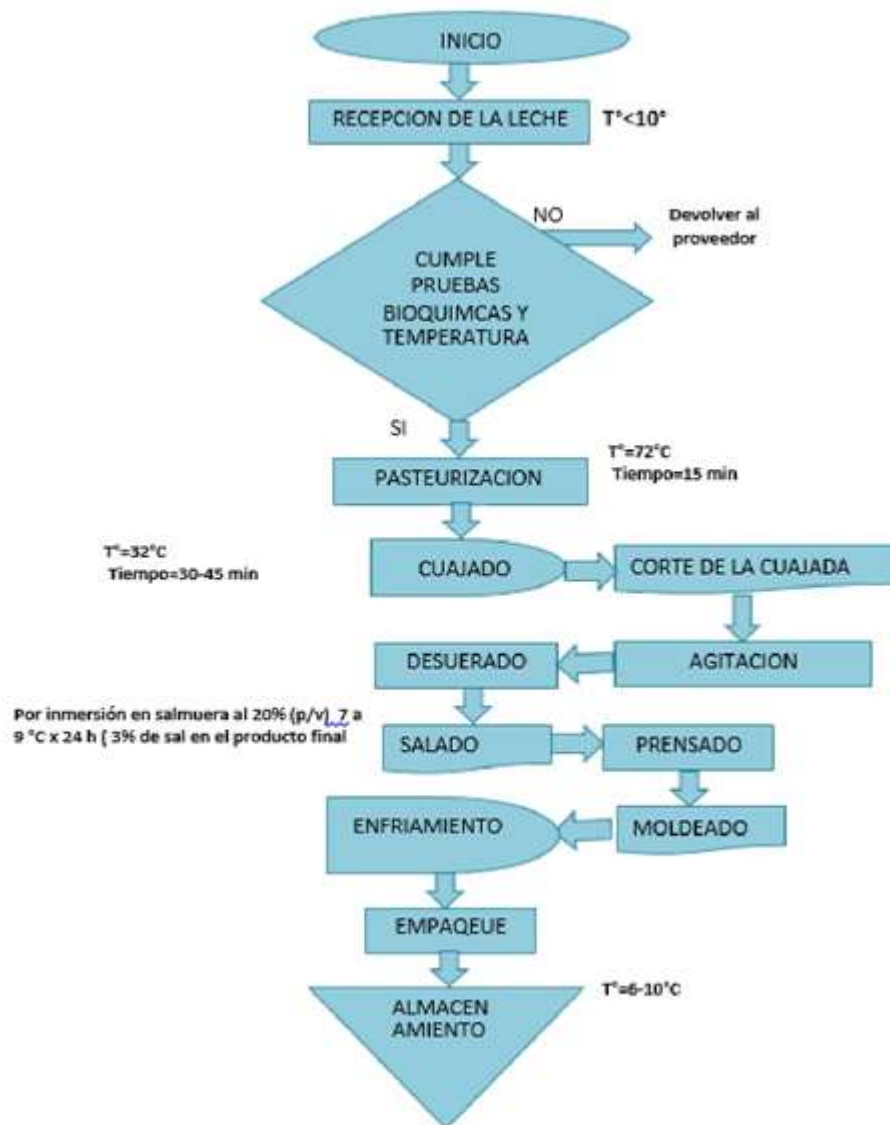 INICIO
RECEPCION DE LA LECHE
T°<10°
NO
Devolver al
proveedor
CUMPLE
PRUEBAS
BIOQUIMCAS Y
TEMPERATURA
SI
T°=72°C
Tiempo=15 min
PASTEURIZACION
T°=32°C
Tiempo=30-45 min
CUAJADO
CORTE DE LA CUAJADA
DESUERADO
AGITACION
Por inmersión en salmuera al 20% (p/v) 7 a
9 °C x 24 h ( 3% de sal en el producto final
SALADO
PRENSADO
ENFRIAMIENTO
MOLDEADO
EMPAQEUE
T°=6-10°C
ALMACEN
AMIENTO